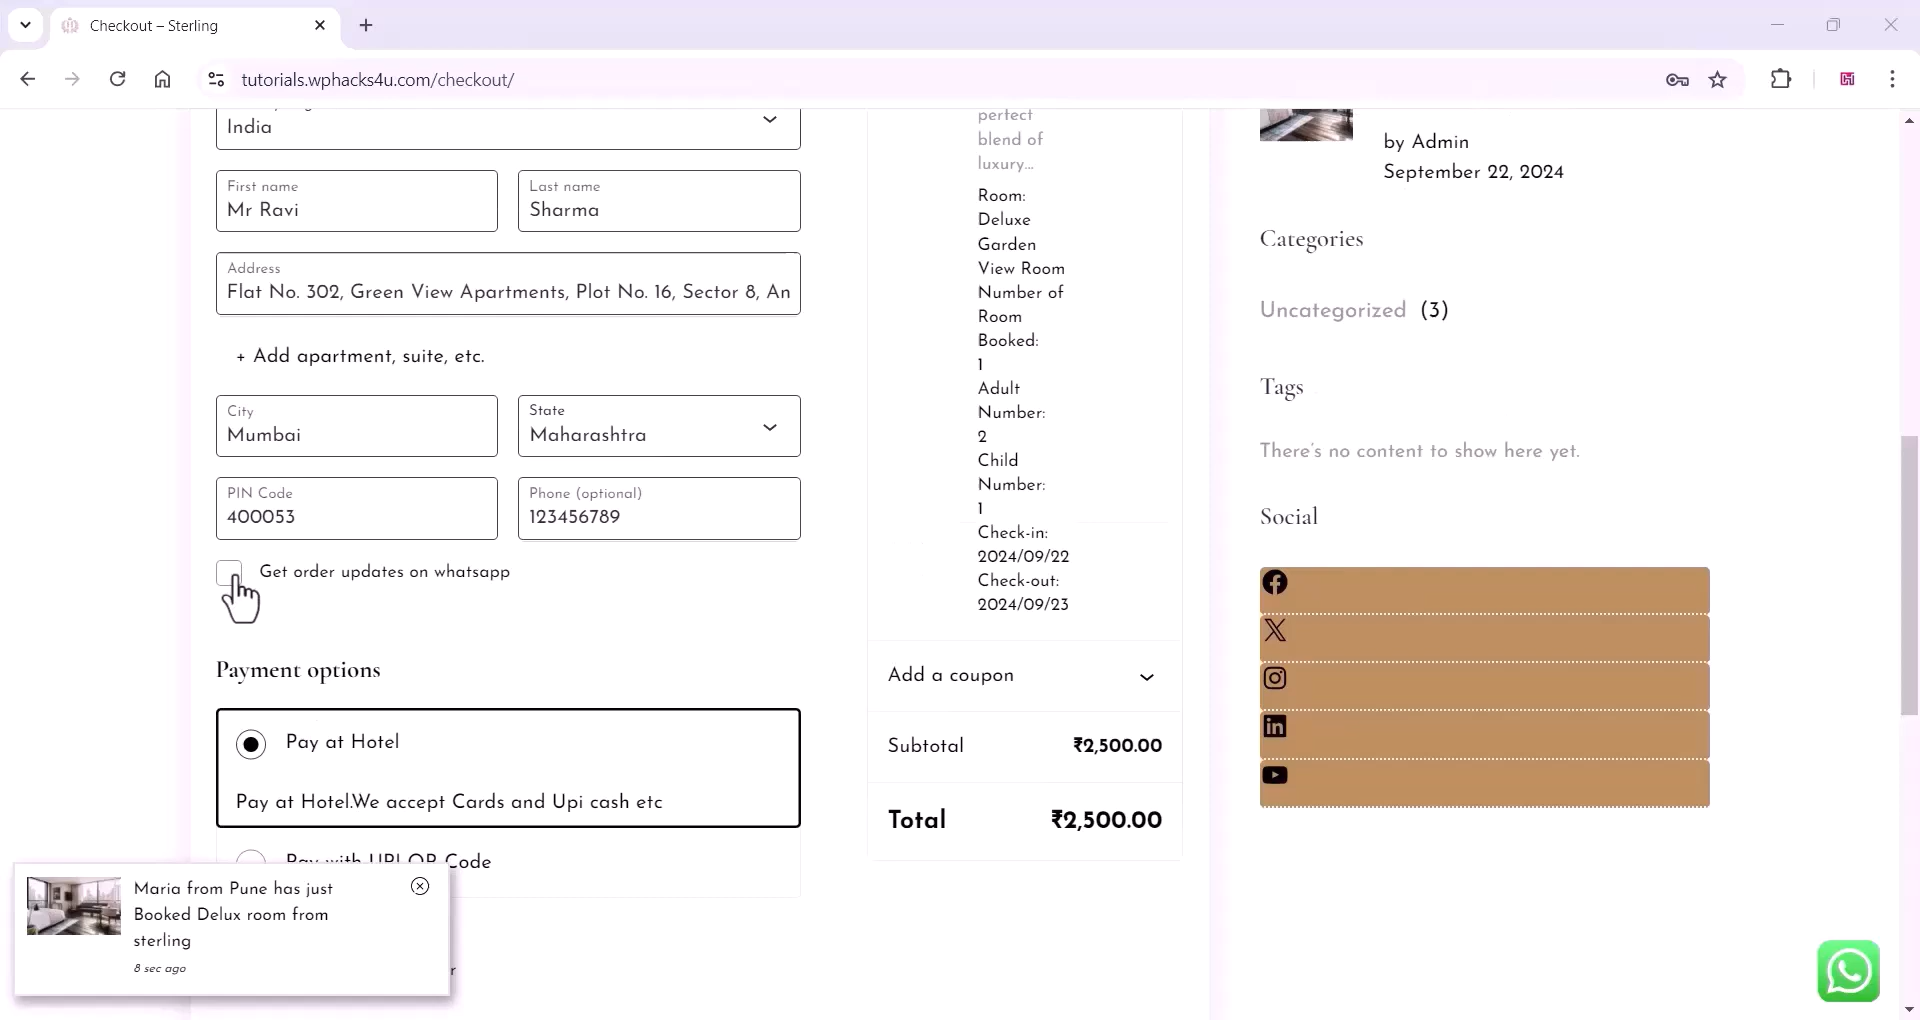 Checkout – Sterling
tutorials.wphacks4u.com/checkout/
India
First name
Mr Ravi
Last name
Sharma
Address
Flat No. 302, Green View Apartments, Plot No. 16, Sector 8, An
+ Add apartment, suite, etc.
City
Mumbai
State
Maharashtra
PIN Code
400053
Phone (optional)
123456789
Get order updates on whatsapp
Payment options
Pay at Hotel
Pay at Hotel.We accept Cards and Upi cash etc
Pay with UPI QR Code
Maria from Pune has just
Booked Delux room from
sterling
8 sec ago
r
perfect
blend of
luxury...
Room:
Deluxe
Garden
View Room
Number of
Room
Booked:
1
Adult
Number:
2
Child
Number:
1
Check-in:
2024/09/22
Check-out:
2024/09/23
Add a coupon
Subtotal ₹2,500.00
Total ₹2,500.00
by Admin
September 22, 2024
Categories
Uncategorized (3)
Tags
There's no content to show here yet.
Social